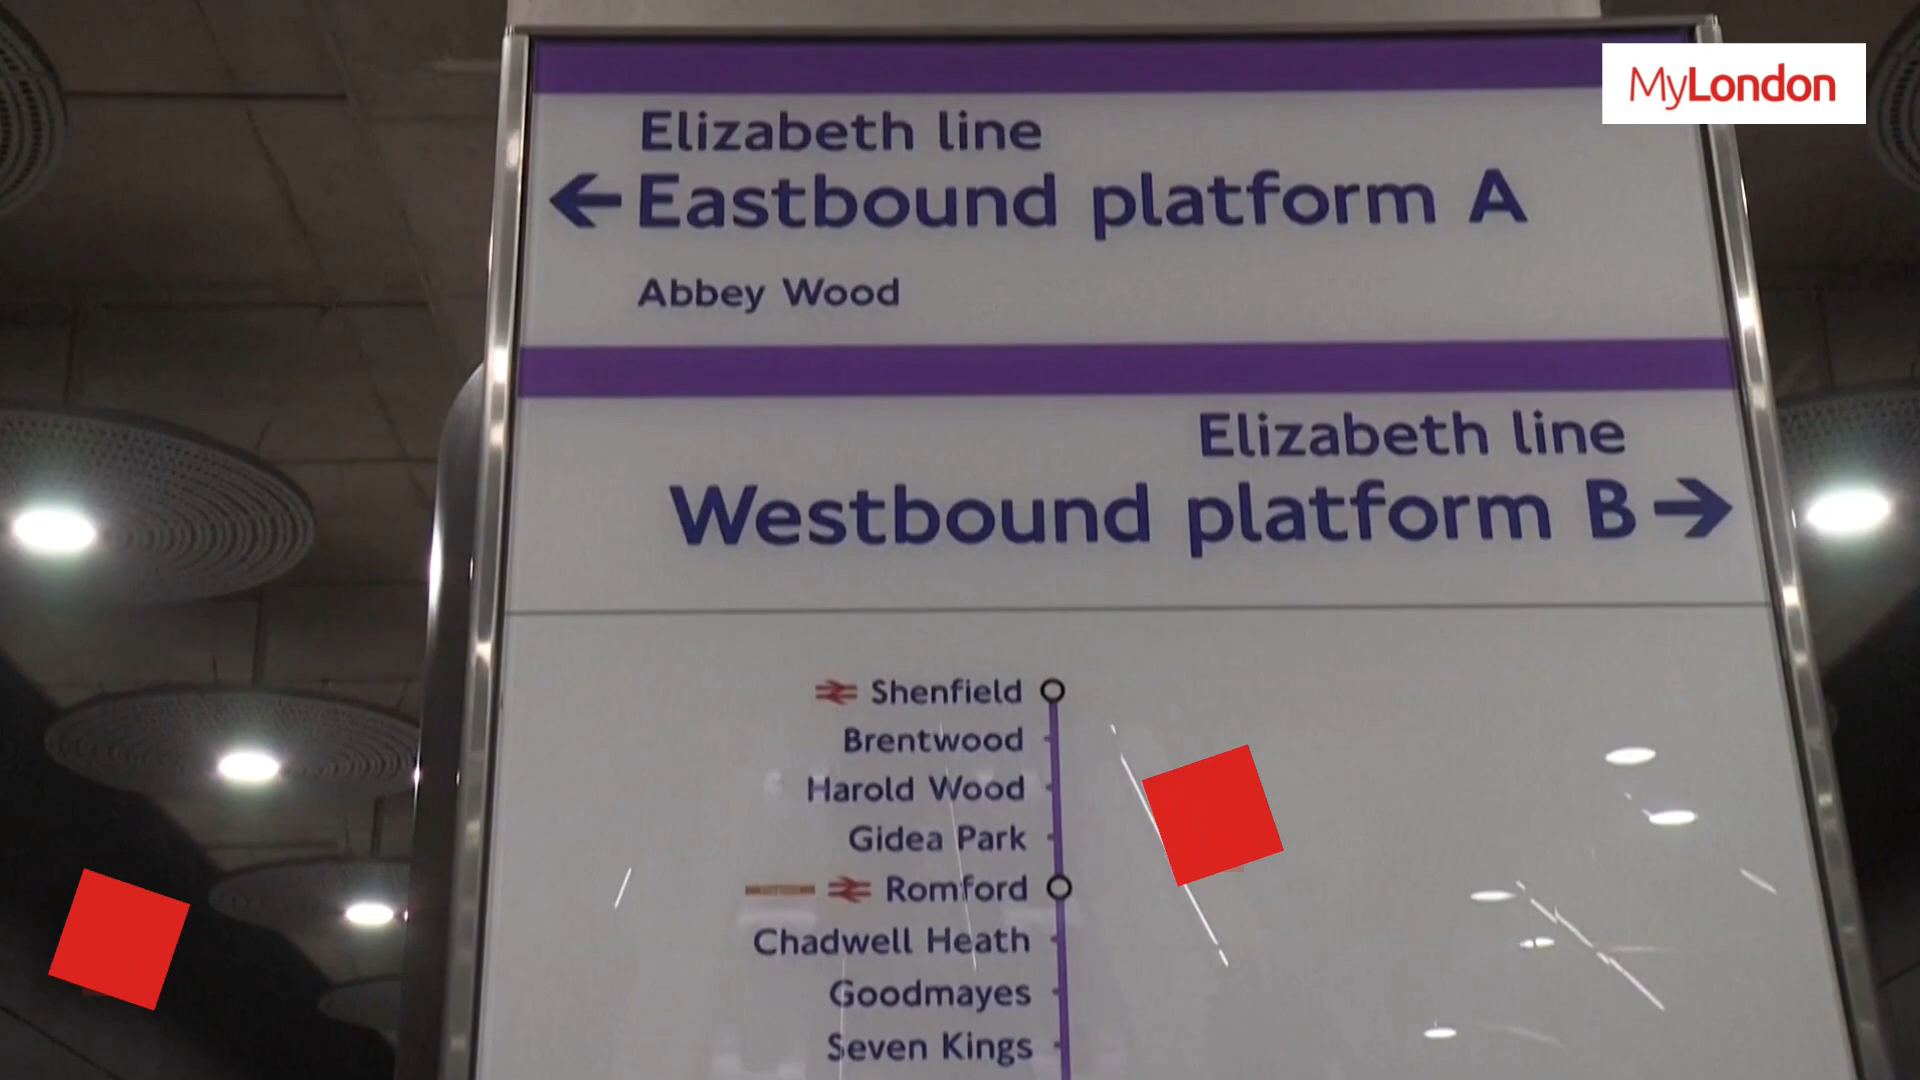 MyLondon
Elizabeth line
Eastbound platform A
Abbey Wood
Elizabeth line
Westbound platform B
Shenfield
Brentwood
Harold Wood
Gidea Park
Romford
Chadwell Heath
Goodmayes
Seven Kings